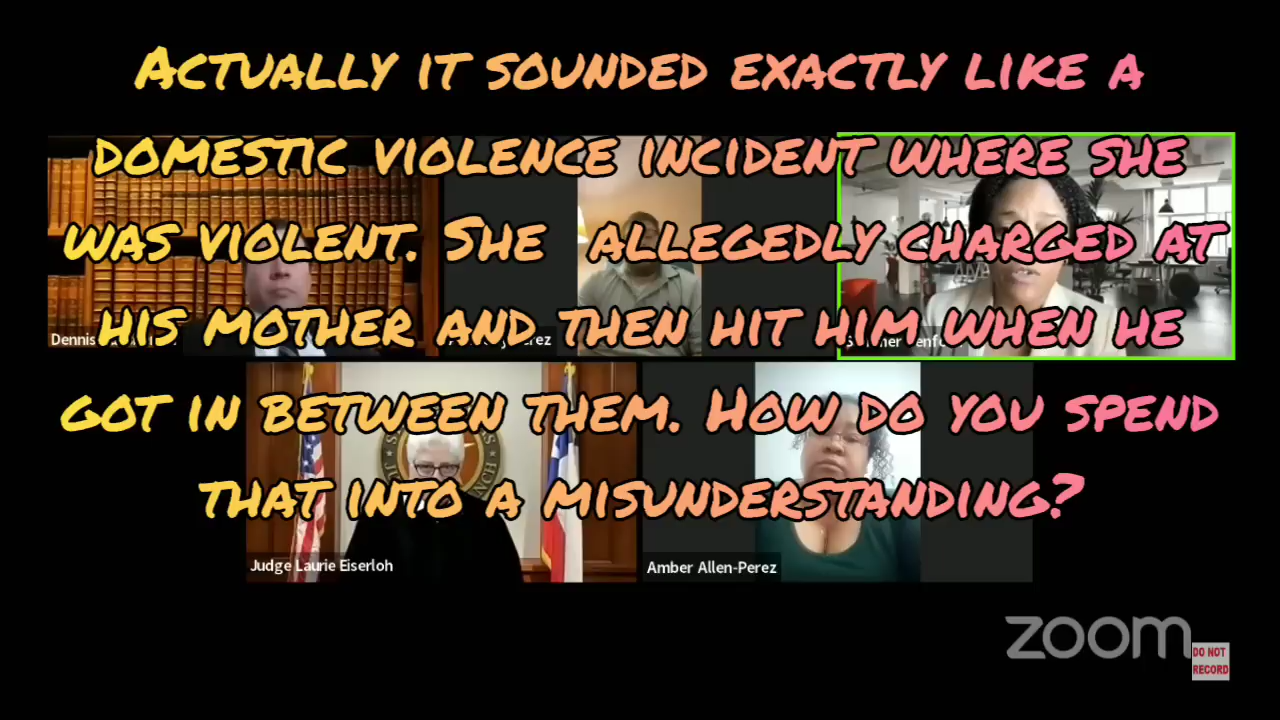 Actually it sounded exactly like a
domestic violence incident where she
was violent. She allegedly charged at
his mother and then hit him when he
got in between them. How do you spend
that into a misunderstanding?
Dennis
Judge Laurie Eiserloh
Amber Allen-Perez
zoom
DO NOT
RECORD